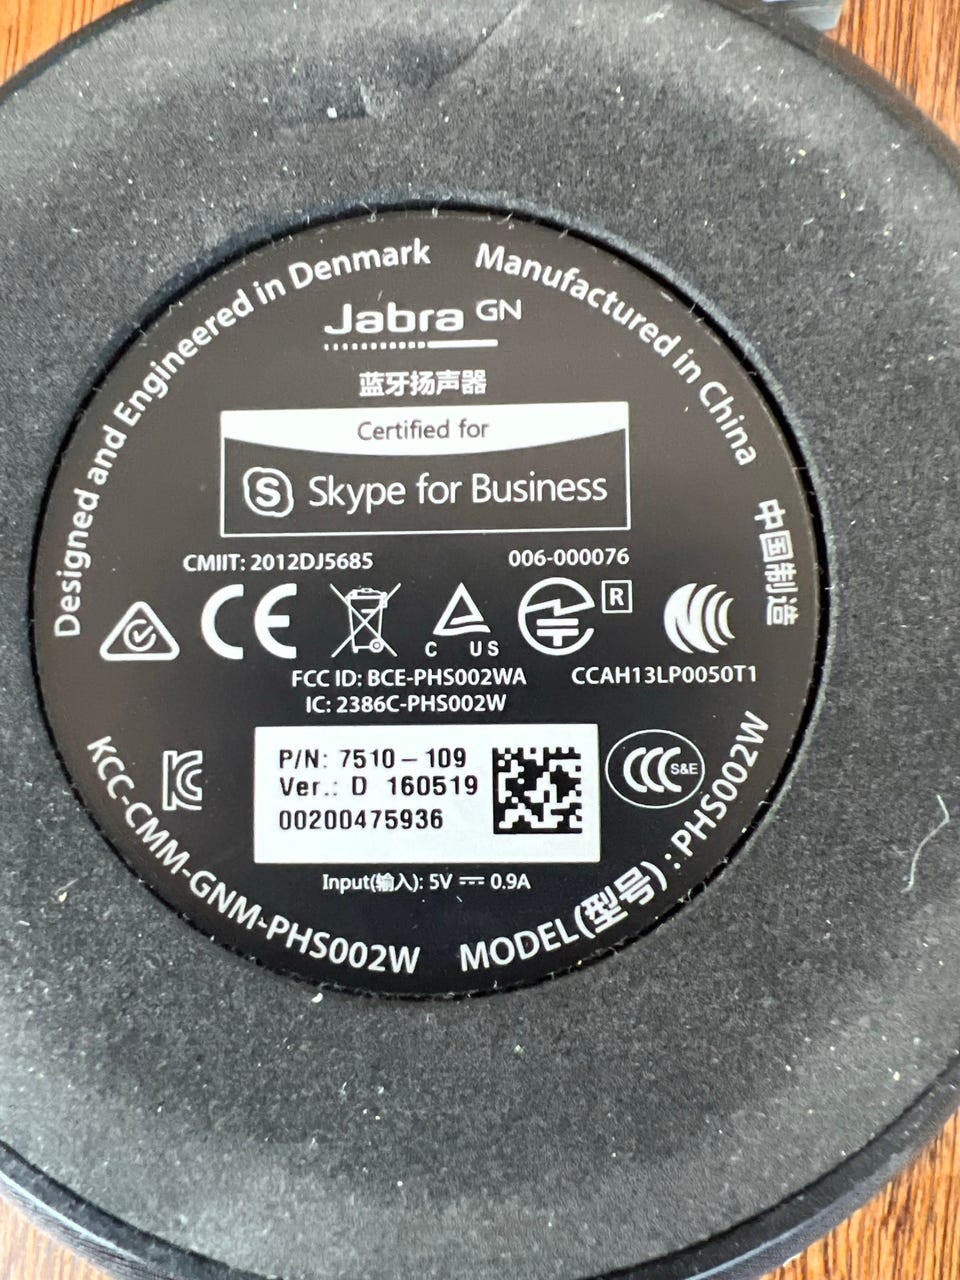 Designed and Engineered in Denmark
Manufactured in China
中国制造
Jabra GN
蓝牙扬声器
Certified for
S Skype for Business
CMIIT: 2012DJ5685
006-000076
CE
R
C US
FCC ID: BCE-PHS002WA
CCAH13LP0050T1
IC: 2386C-PHS002W
P/N: 7510-109
Ver.: D 160519
00200475936
CCC S&E
Input(输入): 5V ⎓ 0.9A
KCC-CMM-GNM-PHS002W
MODEL(型号): PHS002W